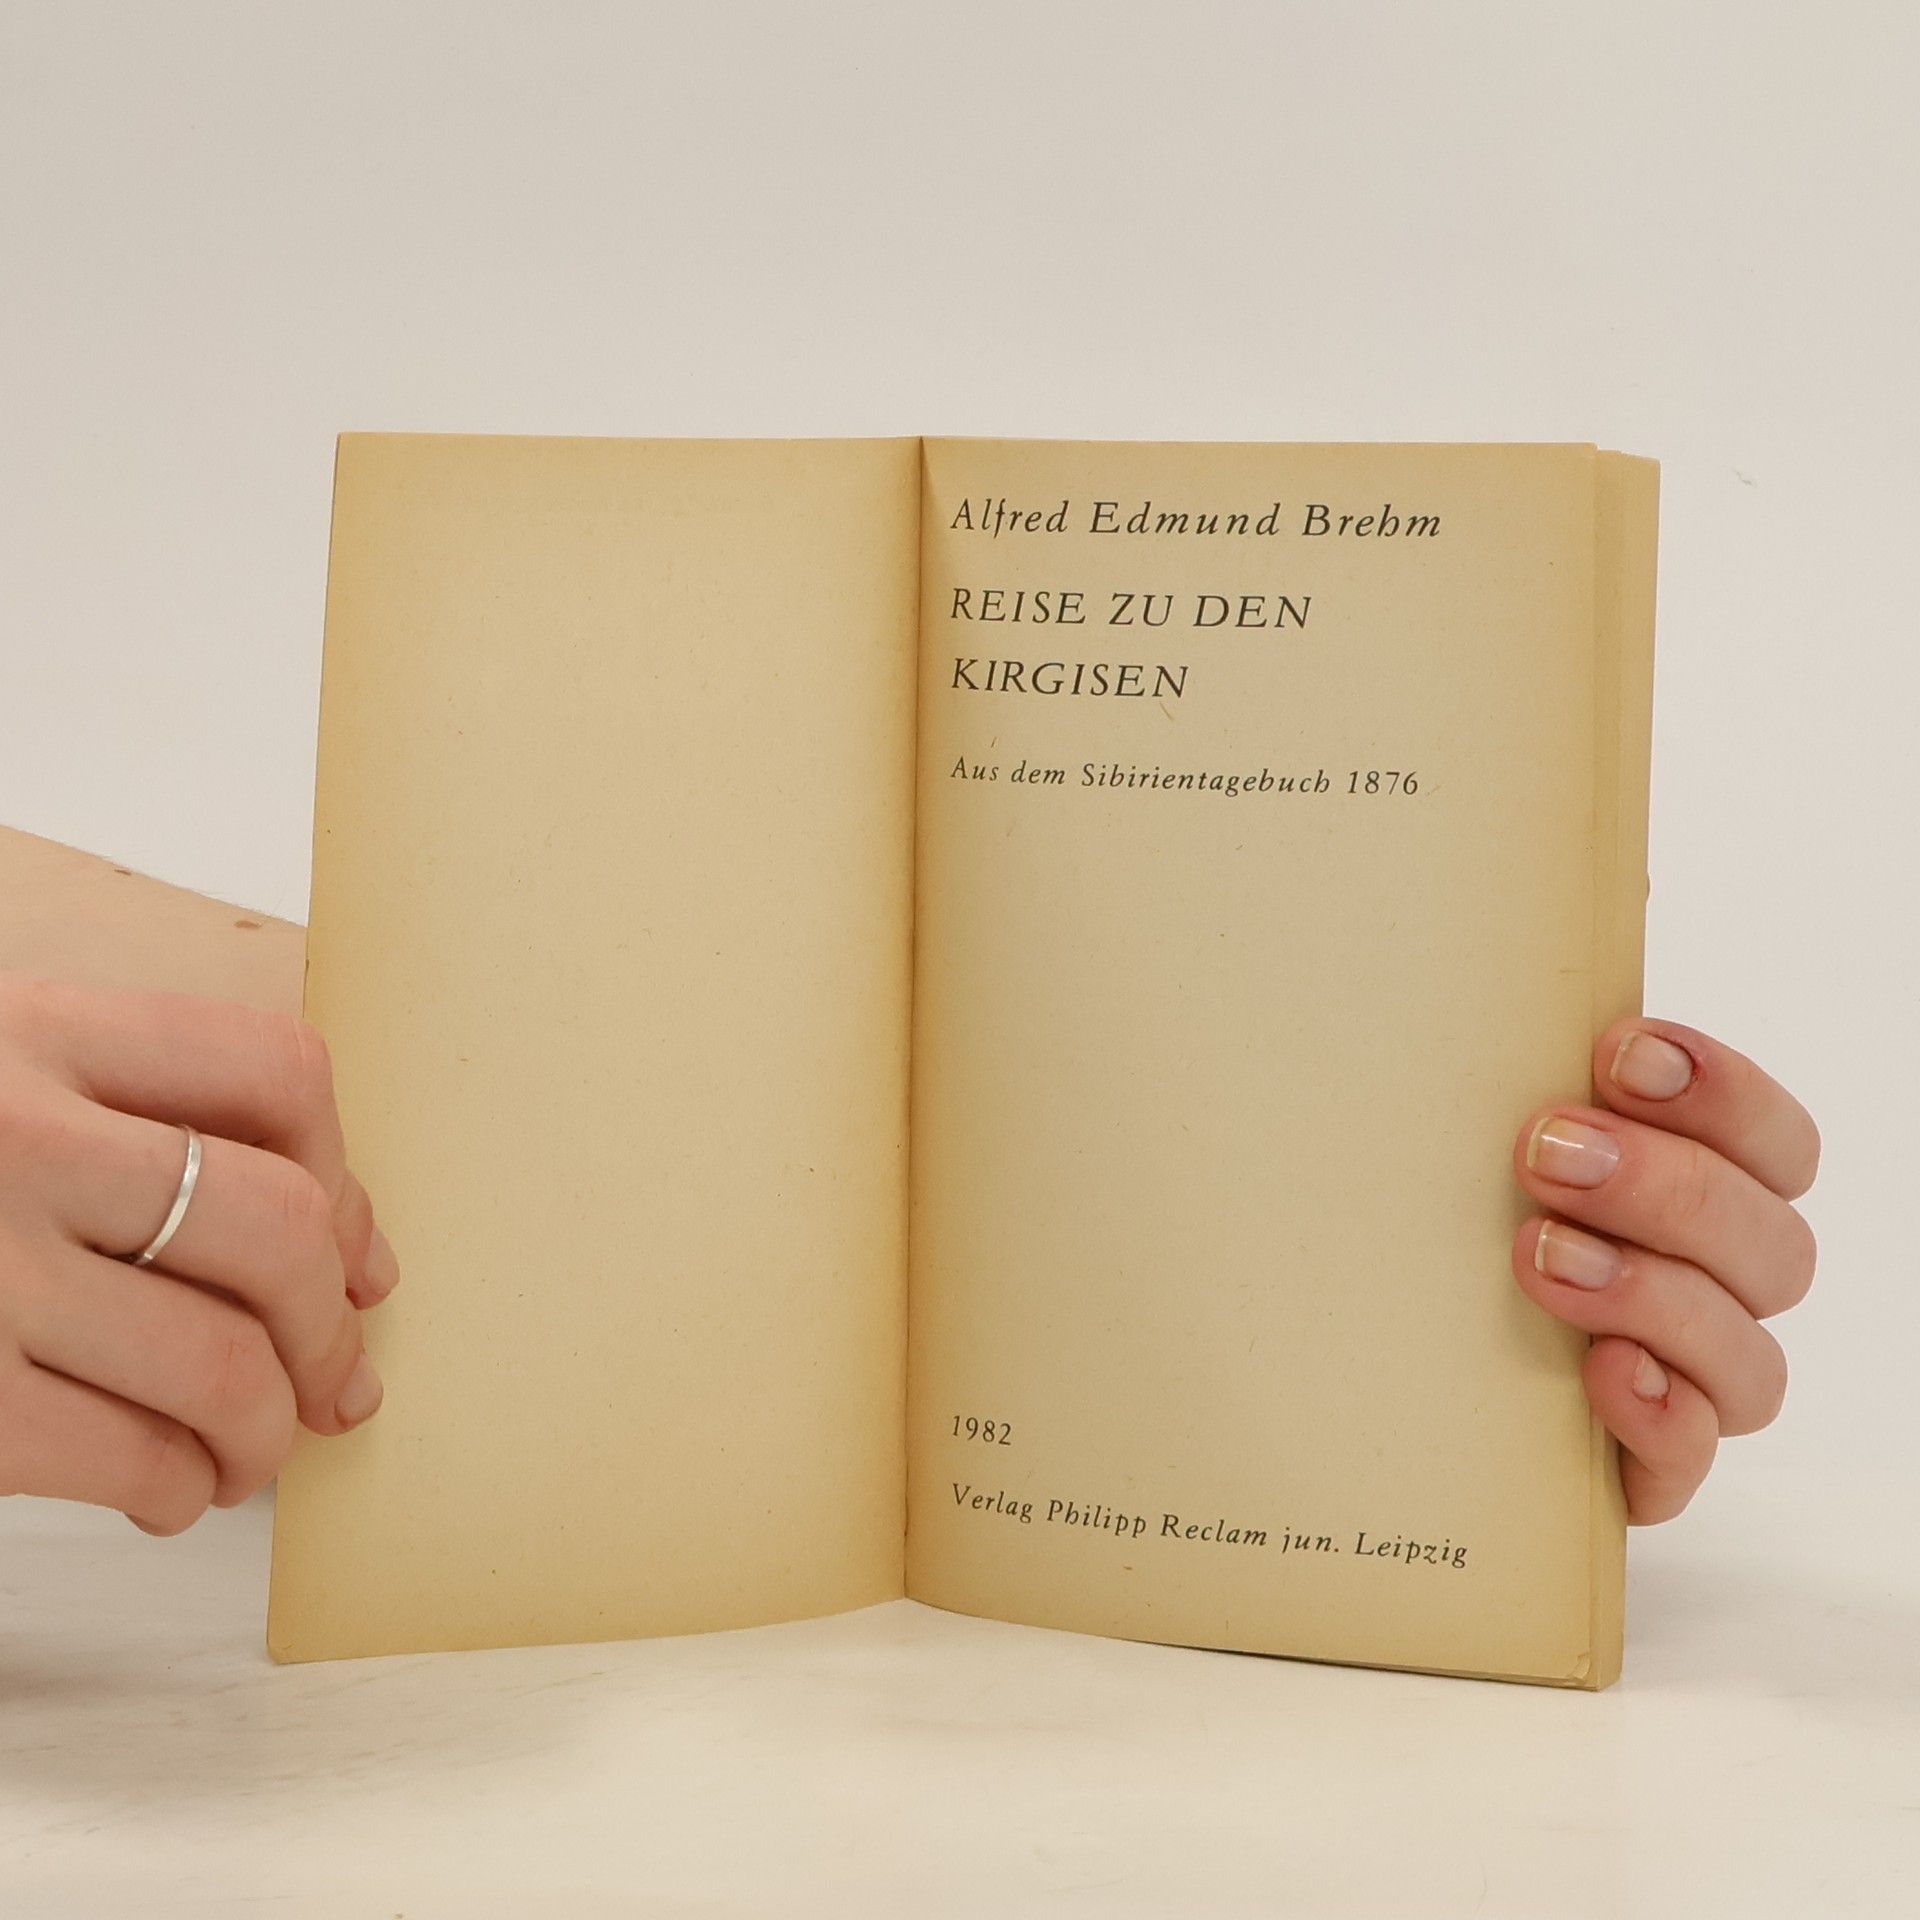 Alfred Edmund Brehm
REISE ZU DEN
KIRGISEN
Aus dem Sibirientagebuch 1876
1982
Verlag Philipp Reclam jun. Leipzig